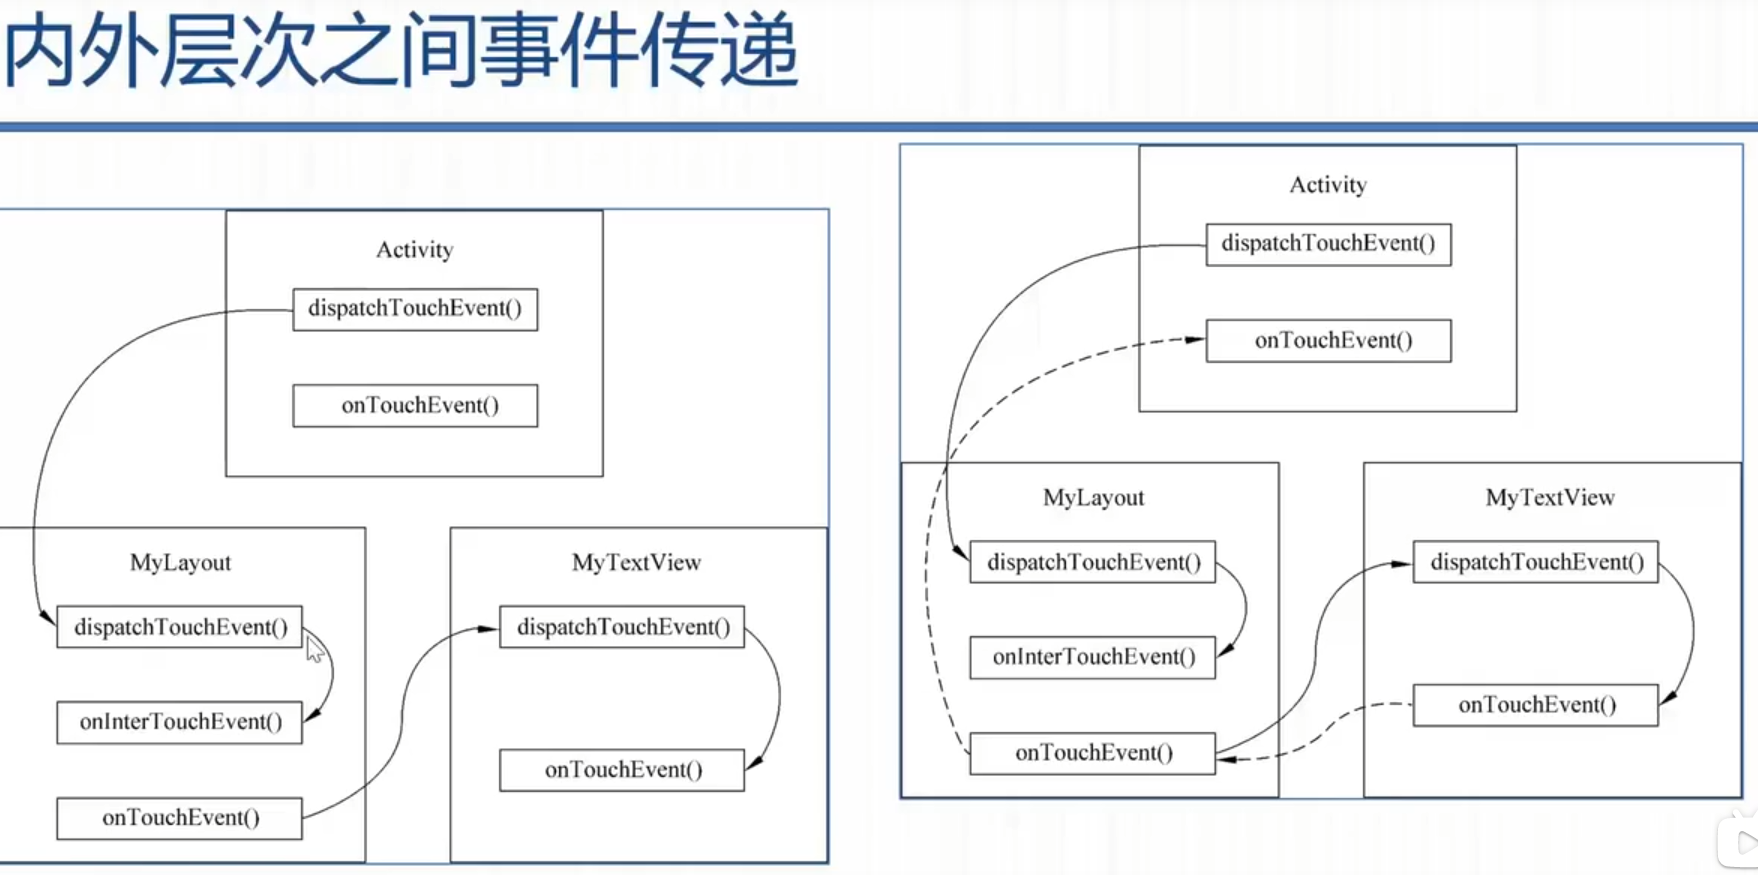 内外层次之间事件传递
Activity
dispatchTouchEvent()
onTouchEvent()
MyLayout
dispatchTouchEvent()
onInterTouchEvent()
onTouchEvent()
MyTextView
dispatchTouchEvent()
onTouchEvent()
Activity
dispatchTouchEvent()
onTouchEvent()
MyLayout
dispatchTouchEvent()
onInterTouchEvent()
onTouchEvent()
MyTextView
dispatchTouchEvent()
onTouchEvent()